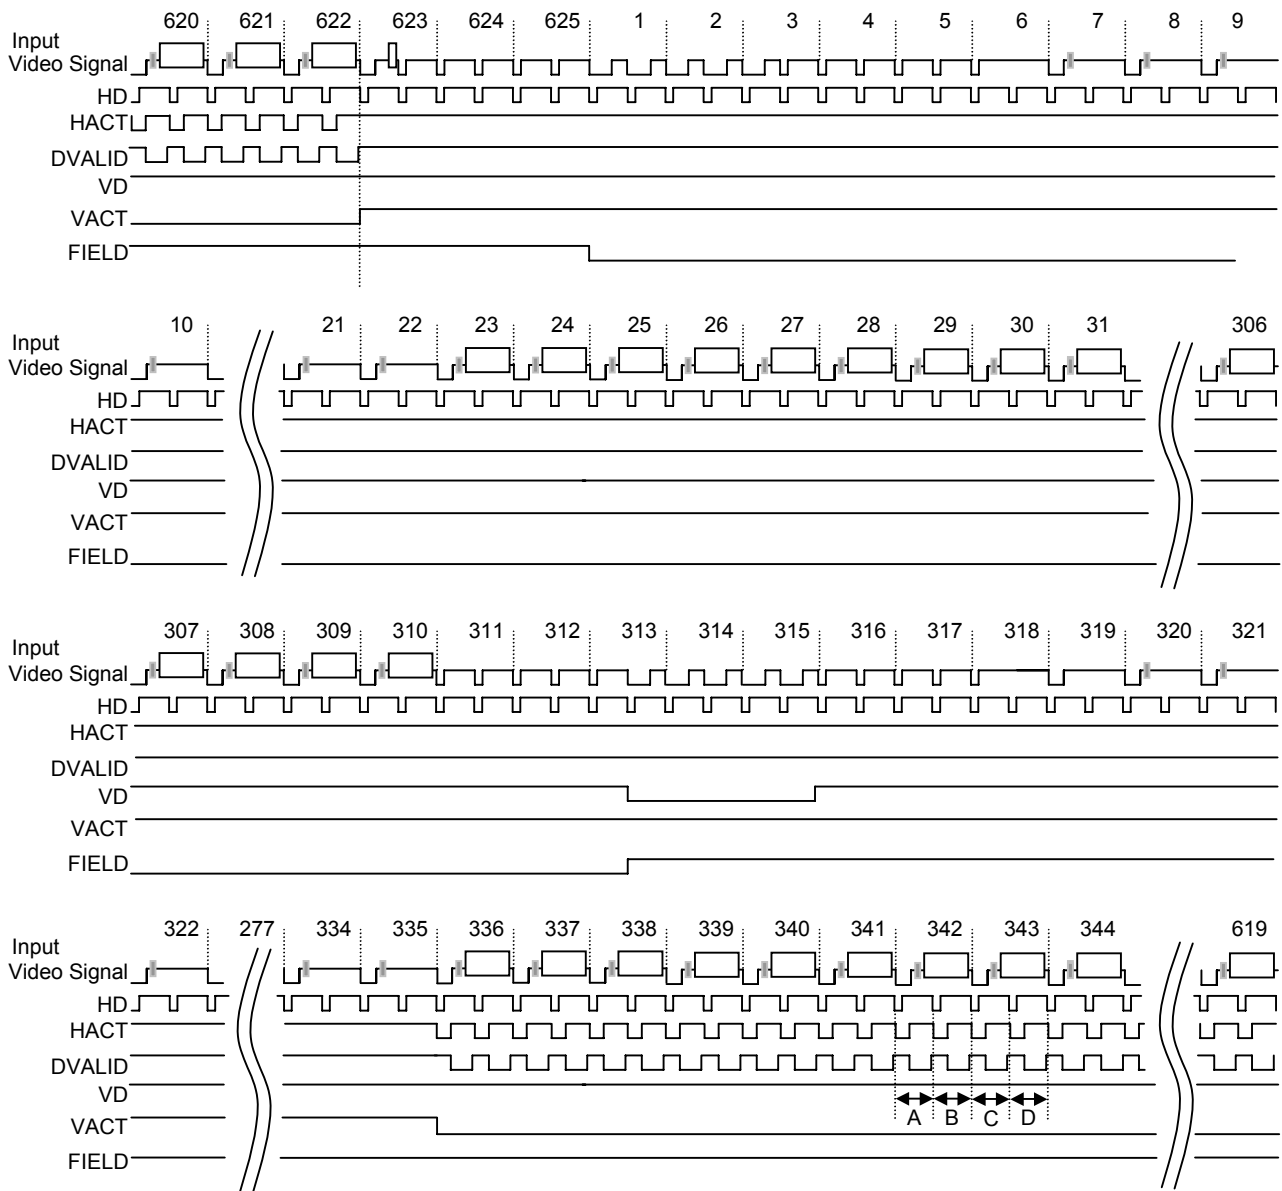 620 621 622 623 624 625 1 2 3 4 5 6 7 8 9
Input
Video Signal
HD
HACT
DVALID
VD
VACT
FIELD
10 21 22 23 24 25 26 27 28 29 30 31 306
Input
Video Signal
HD
HACT
DVALID
VD
VACT
FIELD
307 308 309 310 311 312 313 314 315 316 317 318 319 320 321
Input
Video Signal
HD
HACT
DVALID
VD
VACT
FIELD
322 277 334 335 336 337 338 339 340 341 342 343 344 619
Input
Video Signal
HD
HACT
DVALID
VD
A B C D
VACT
FIELD